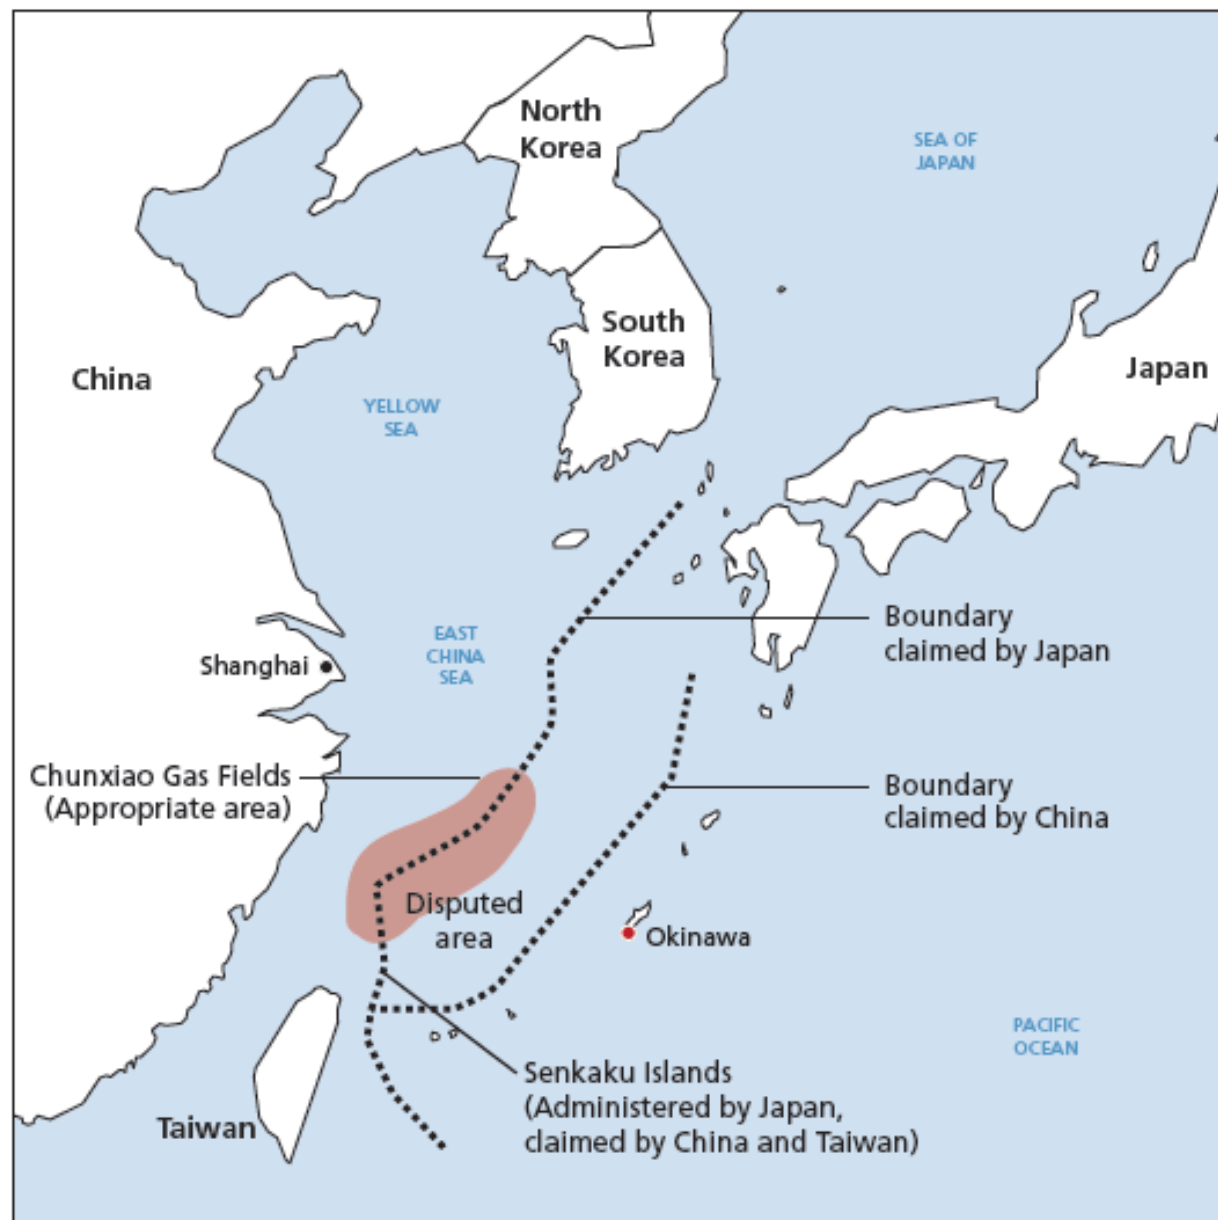 North
Korea
SEA OF
JAPAN
South
Korea
China
Japan
YELLOW
SEA
Boundary
claimed by Japan
EAST
CHINA
SEA
Shanghai
Chunxiao Gas Fields
(Appropriate area)
Boundary
claimed by China
Disputed
area
Okinawa
PACIFIC
OCEAN
Senkaku Islands
(Administered by Japan,
claimed by China and Taiwan)
Taiwan